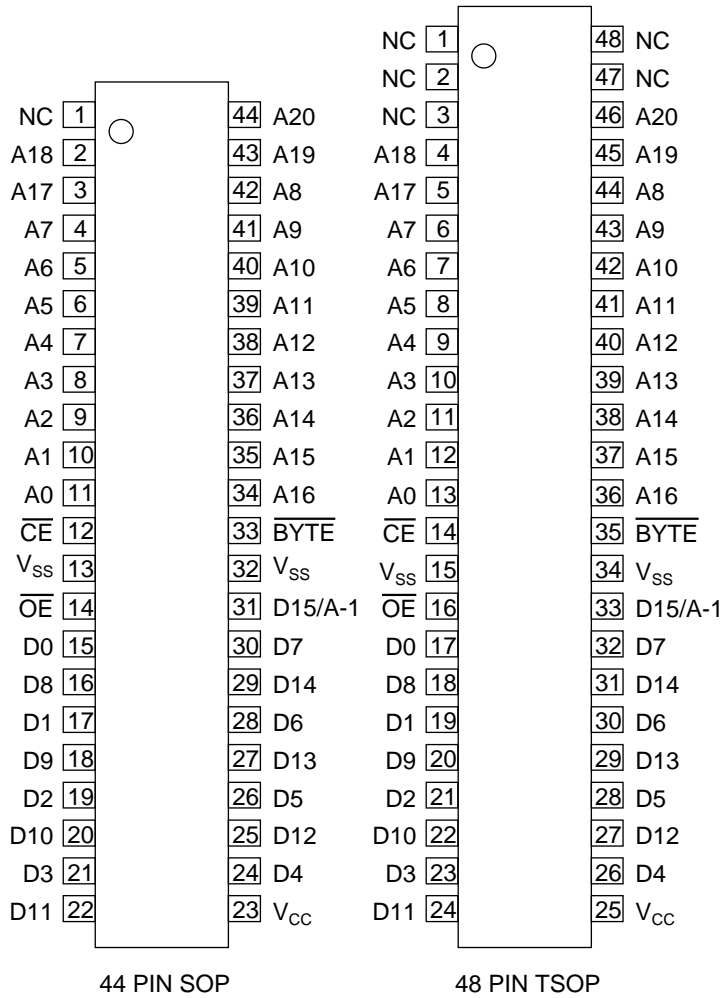 NC 1 44 A20
A18 2 43 A19
A17 3 42 A8
A7 4 41 A9
A6 5 40 A10
A5 6 39 A11
A4 7 38 A12
A3 8 37 A13
A2 9 36 A14
A1 10 35 A15
A0 11 34 A16
C̅E̅ 12 33 B̅Y̅T̅E̅
VSS 13 32 VSS
O̅E̅ 14 31 D15/A-1
D0 15 30 D7
D8 16 29 D14
D1 17 28 D6
D9 18 27 D13
D2 19 26 D5
D10 20 25 D12
D3 21 24 D4
D11 22 23 VCC
44 PIN SOP
NC 1 48 NC
NC 2 47 NC
NC 3 46 A20
A18 4 45 A19
A17 5 44 A8
A7 6 43 A9
A6 7 42 A10
A5 8 41 A11
A4 9 40 A12
A3 10 39 A13
A2 11 38 A14
A1 12 37 A15
A0 13 36 A16
C̅E̅ 14 35 B̅Y̅T̅E̅
VSS 15 34 VSS
O̅E̅ 16 33 D15/A-1
D0 17 32 D7
D8 18 31 D14
D1 19 30 D6
D9 20 29 D13
D2 21 28 D5
D10 22 27 D12
D3 23 26 D4
D11 24 25 VCC
48 PIN TSOP